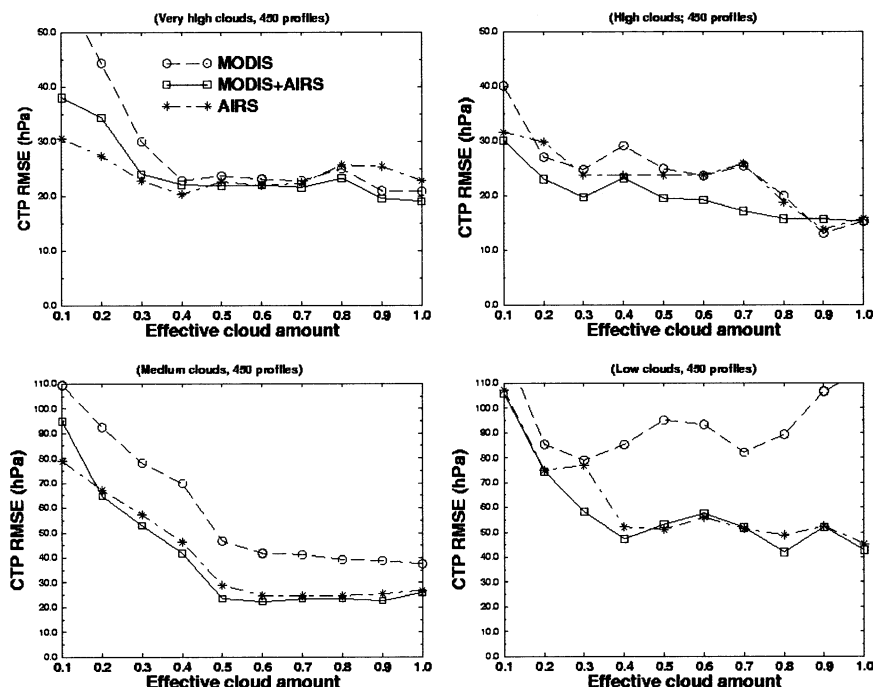 (Very high clouds, 450 profiles)
CTP RMSE (hPa)
50.0
40.0
30.0
20.0
10.0
0.0
MODIS
MODIS+AIRS
AIRS
0.1 0.2 0.3 0.4 0.5 0.6 0.7 0.8 0.9 1.0
Effective cloud amount
(High clouds; 450 profiles)
CTP RMSE (hPa)
50.0
40.0
30.0
20.0
10.0
0.0
0.1 0.2 0.3 0.4 0.5 0.6 0.7 0.8 0.9 1.0
Effective cloud amount
(Medium clouds, 450 profiles)
CTP RMSE (hPa)
110.0
100.0
90.0
80.0
70.0
60.0
50.0
40.0
30.0
20.0
10.0
0.0
0.1 0.2 0.3 0.4 0.5 0.6 0.7 0.8 0.9 1.0
Effective cloud amount
(Low clouds, 450 profiles)
CTP RMSE (hPa)
110.0
100.0
90.0
80.0
70.0
60.0
50.0
40.0
30.0
20.0
10.0
0.0
0.1 0.2 0.3 0.4 0.5 0.6 0.7 0.8 0.9 1.0
Effective cloud amount